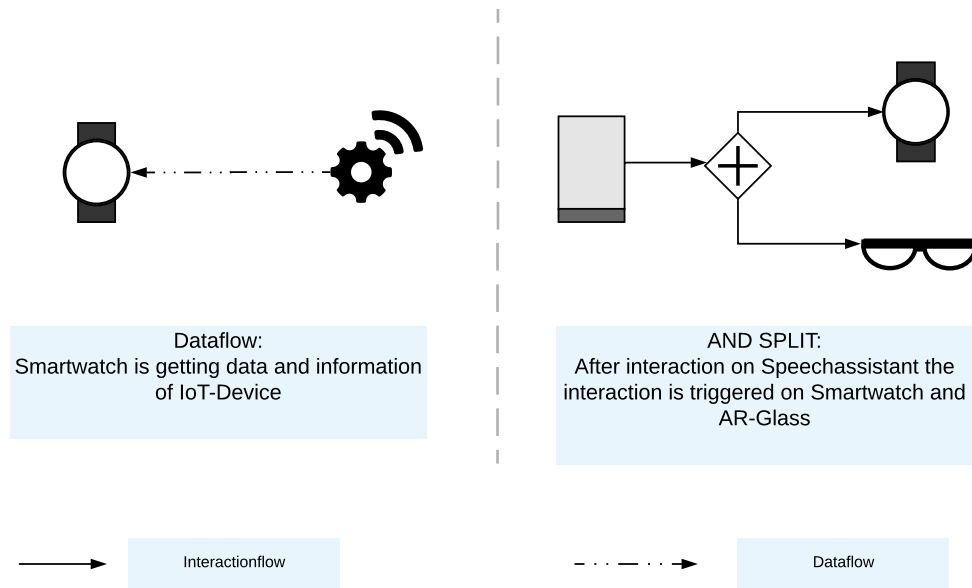 Dataflow:
Smartwatch is getting data and information
of IoT-Device
AND SPLIT:
After interaction on Speechassistant the
interaction is triggered on Smartwatch and
AR-Glass
Interactionflow
Dataflow